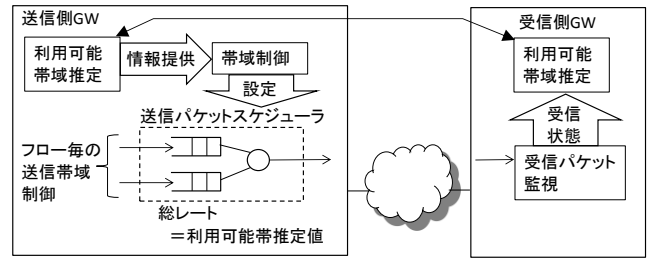 送信側GW
利用可能
帯域推定
情報提供
帯域制御
設定
送信パケットスケジューラ
フロー毎の
送信帯域
制御
総レート
＝利用可能帯推定値
受信側GW
利用可能
帯域推定
受信
状態
受信パケット
監視